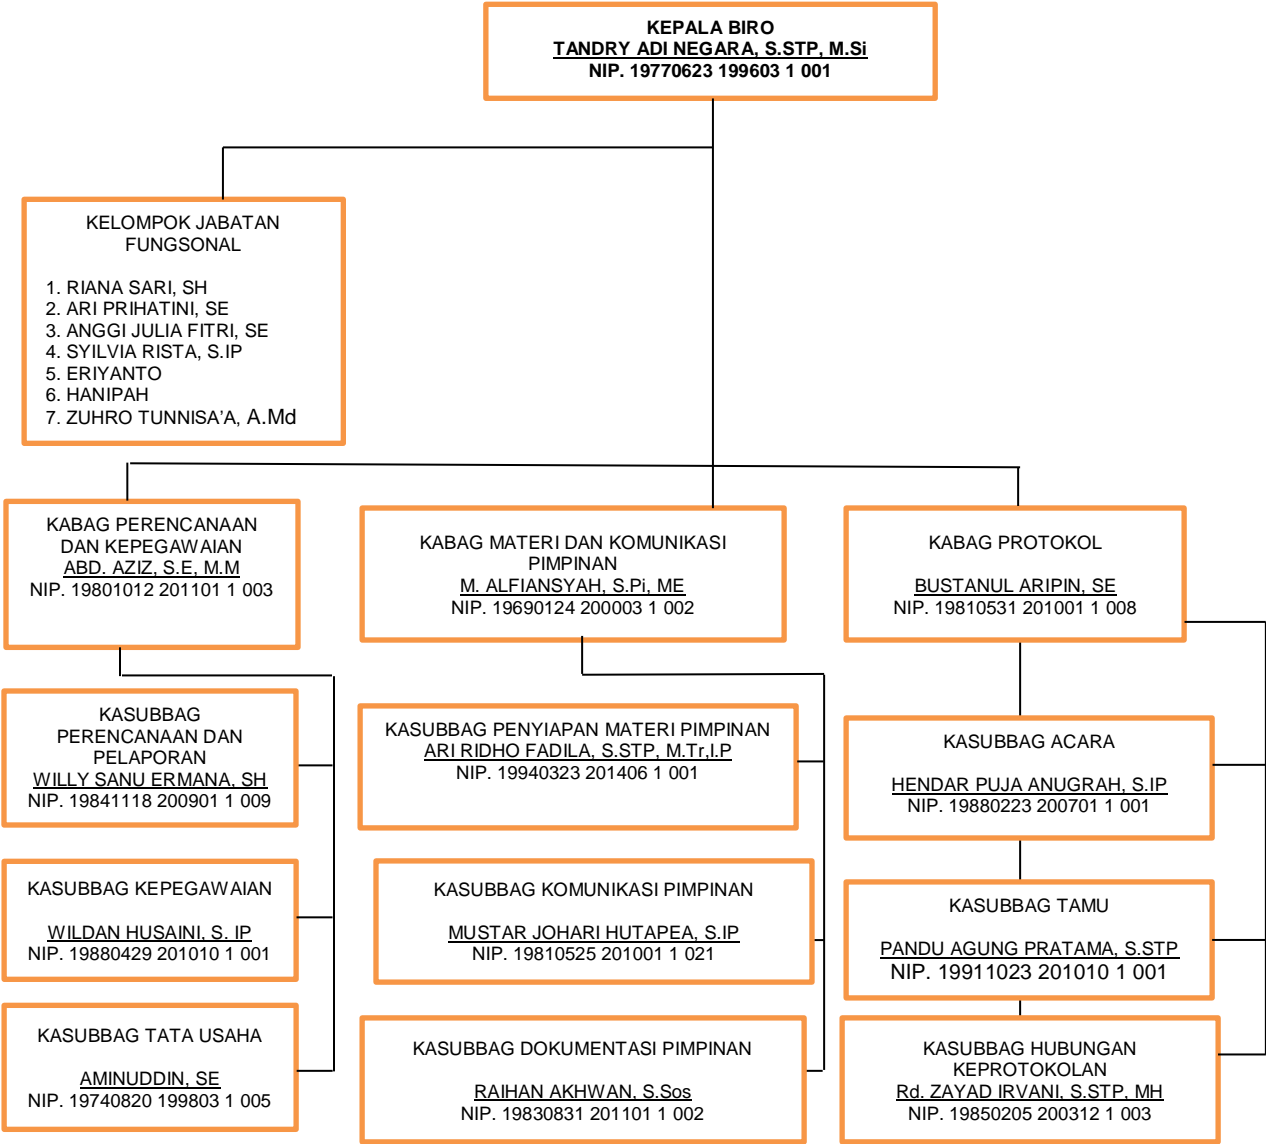 KEPALA BIRO
TANDRY ADI NEGARA, S.STP, M.Si
NIP. 19770623 199603 1 001
KELOMPOK JABATAN
FUNGSONAL
1. RIANA SARI, SH
2. ARI PRIHATINI, SE
3. ANGGI JULIA FITRI, SE
4. SYILVIA RISTA, S.IP
5. ERIYANTO
6. HANIPAH
7. ZUHRO TUNNISA’A, A.Md
KABAG PERENCANAAN
DAN KEPEGAWAIAN
ABD. AZIZ, S.E, M.M
NIP. 19801012 201101 1 003
KABAG MATERI DAN KOMUNIKASI
PIMPINAN
M. ALFIANSYAH, S.Pi, ME
NIP. 19690124 200003 1 002
KABAG PROTOKOL
BUSTANUL ARIPIN, SE
NIP. 19810531 201001 1 008
KASUBBAG
PERENCANAAN DAN
PELAPORAN
WILLY SANU ERMANA, SH
NIP. 19841118 200901 1 009
KASUBBAG PENYIAPAN MATERI PIMPINAN
ARI RIDHO FADILA, S.STP, M.Tr,I.P
NIP. 19940323 201406 1 001
KASUBBAG ACARA
HENDAR PUJA ANUGRAH, S.IP
NIP. 19880223 200701 1 001
KASUBBAG KEPEGAWAIAN
WILDAN HUSAINI, S. IP
NIP. 19880429 201010 1 001
KASUBBAG KOMUNIKASI PIMPINAN
MUSTAR JOHARI HUTAPEA, S.IP
NIP. 19810525 201001 1 021
KASUBBAG TAMU
PANDU AGUNG PRATAMA, S.STP
NIP. 19911023 201010 1 001
KASUBBAG TATA USAHA
AMINUDDIN, SE
NIP. 19740820 199803 1 005
KASUBBAG DOKUMENTASI PIMPINAN
RAIHAN AKHWAN, S.Sos
NIP. 19830831 201101 1 002
KASUBBAG HUBUNGAN
KEPROTOKOLAN
Rd. ZAYAD IRVANI, S.STP, MH
NIP. 19850205 200312 1 003